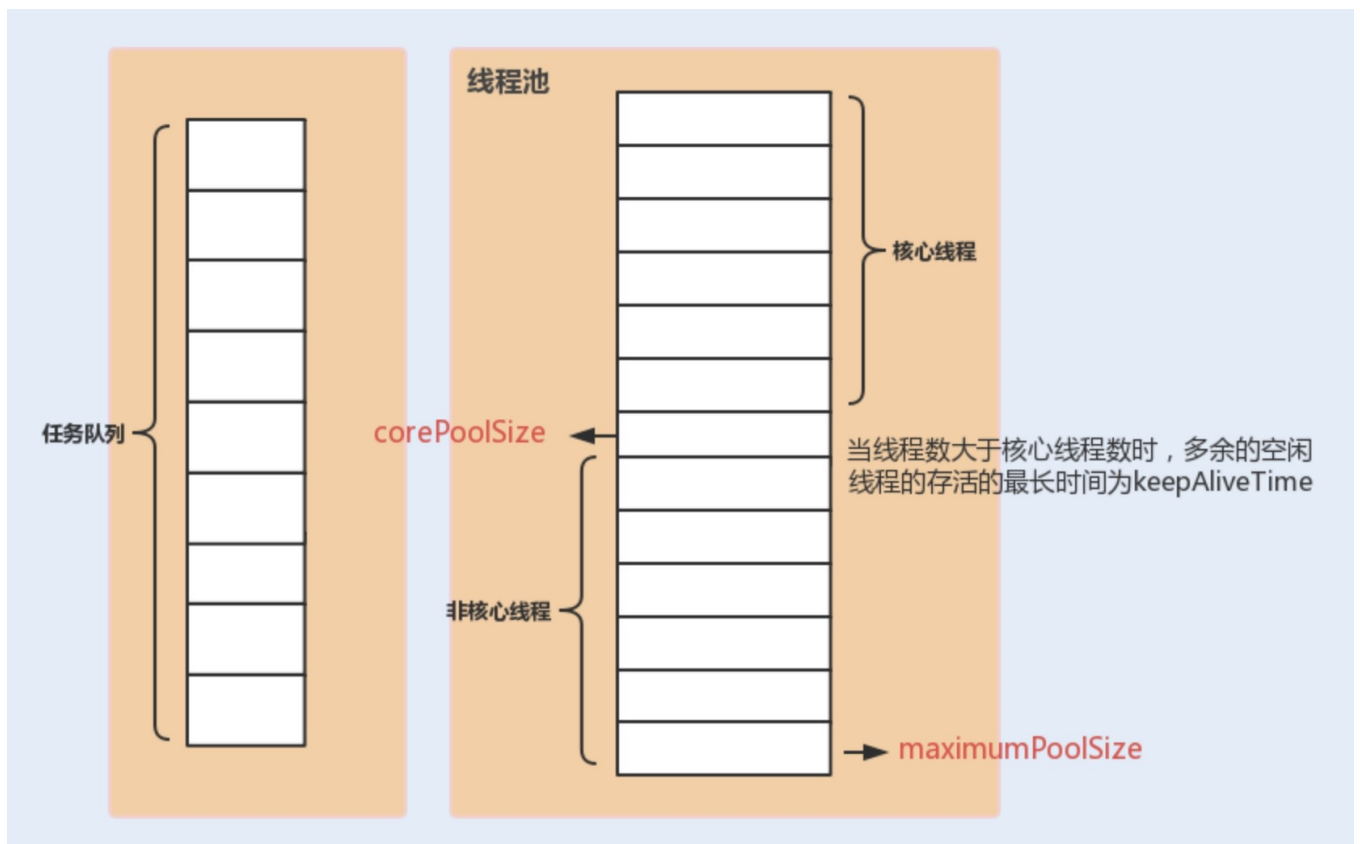 线程池
核心线程
任务队列
corePoolSize
当线程数大于核心线程数时，多余的空闲
线程的存活的最长时间为keepAliveTime
非核心线程
maximumPoolSize